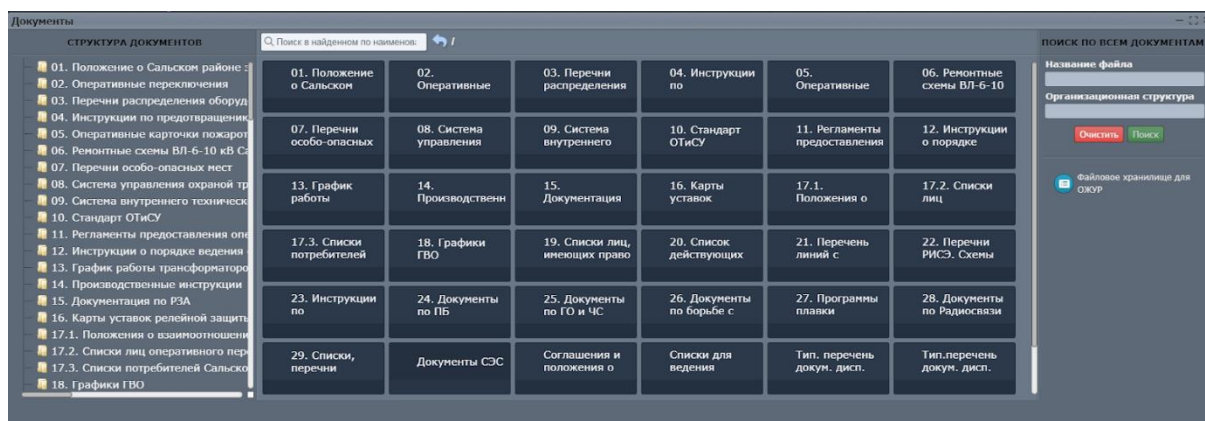 Документы
СТРУКТУРА ДОКУМЕНТОВ
01. Положение о Сальском районе э
02. Оперативные переключения
03. Перечни распределения оборуд
04. Инструкции по предотвращению
05. Оперативные карточки пожарот
06. Ремонтные схемы ВЛ-6-10 кВ Са
07. Перечни особо-опасных мест
08. Система управления охраной тр
09. Система внутреннего техническ
10. Стандарт ОТиСУ
11. Регламенты предоставления опе
12. Инструкции о порядке ведения
13. График работы трансформаторо
14. Производственные инструкции
15. Документация по РЗА
16. Карты уставок релейной защить
17.1. Положения о взаимоотношени
17.2. Списки лиц оперативного пер
17.3. Списки потребителей Сальско
18. Графики ГВО
Поиск в найденном по наименов:
/
01. Положение
о Сальском
02.
Оперативные
03. Перечни
распределения
04. Инструкции
по
05.
Оперативные
06. Ремонтные
схемы ВЛ-6-10
07. Перечни
особо-опасных
08. Система
управления
09. Система
внутреннего
10. Стандарт
ОТиСУ
11. Регламенты
предоставления
12. Инструкции
о порядке
13. График
работы
14.
Производственн
15.
Документация
16. Карты
уставок
17.1.
Положения о
17.2. Списки
лиц
17.3. Списки
потребителей
18. Графики
ГВО
19. Списки лиц,
имеющих право
20. Список
действующих
21. Перечень
линий с
22. Перечни
РИСЭ. Схемы
23. Инструкции
по
24. Документы
по ПБ
25. Документы
по ГО и ЧС
26. Документы
по борьбе с
27. Программы
плавки
28. Документы
по Радиосвязи
29. Списки,
перечни
Документы СЭС
Соглашения и
положения о
Списки для
ведения
Тип. перечень
докум. дисп.
Тип.перечень
докум. дисп.
ПОИСК ПО ВСЕМ ДОКУМЕНТАМ
Название файла
Организационная структура
Очистить
Поиск
Файловое хранилище для
ОЖУР